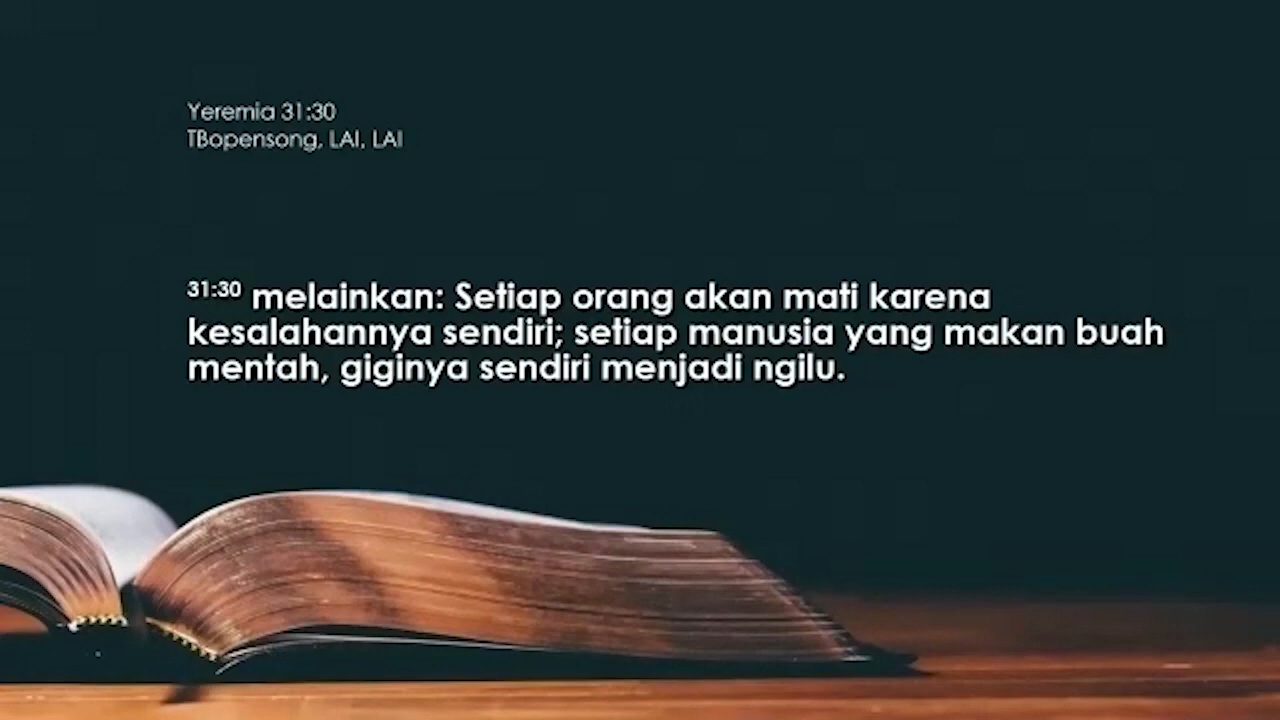 Yeremia 31:30
TBopensong, LAI, LAI
31:30 melainkan: Setiap orang akan mati karena
kesalahannya sendiri; setiap manusia yang makan buah
mentah, giginya sendiri menjadi ngilu.